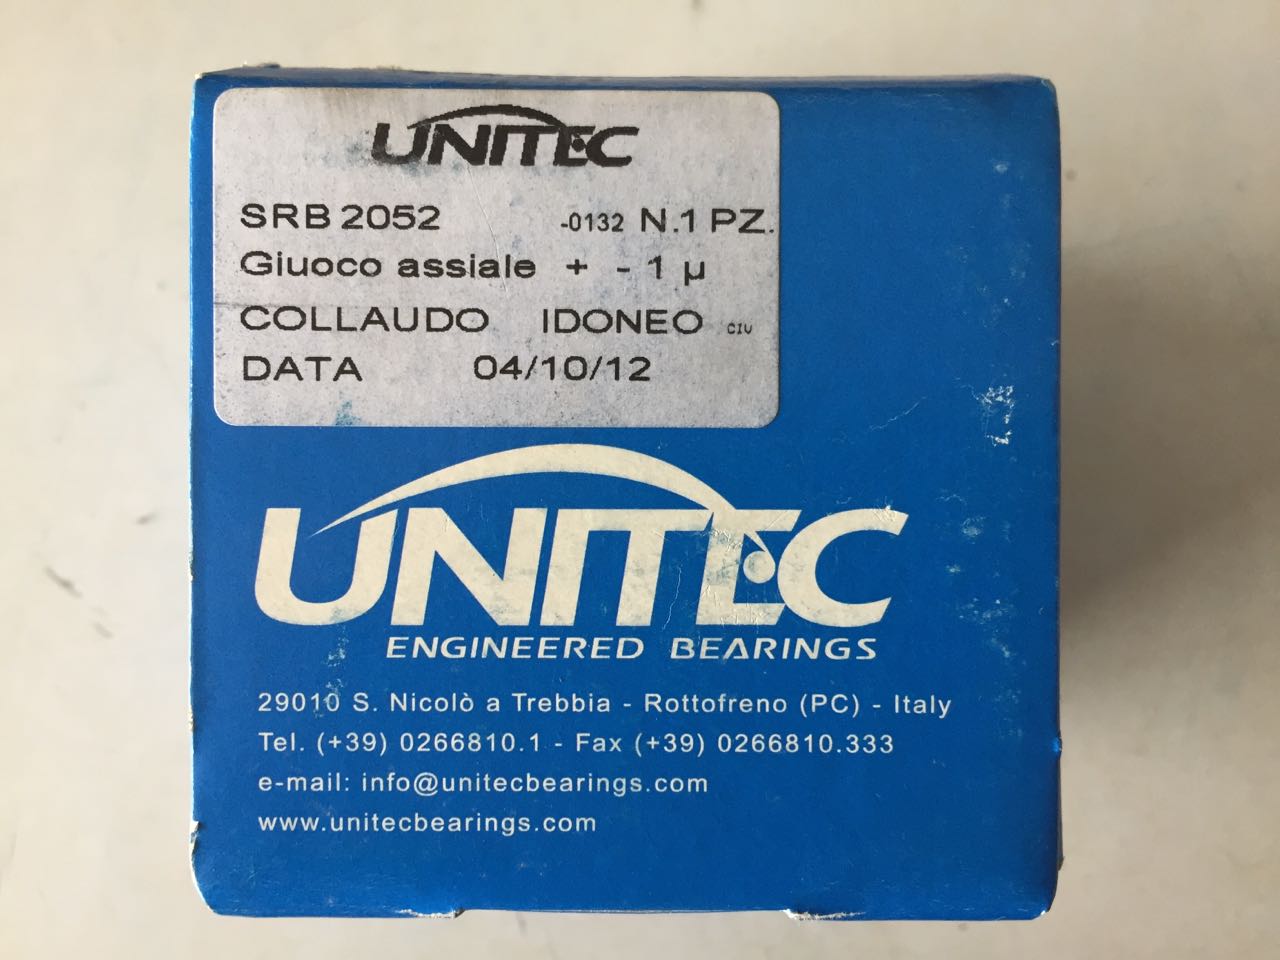 UNITEC
SRB 2052 -0132 N.1 PZ.
Giuoco assiale + - 1 µ
COLLAUDO IDONEO CIV
DATA 04/10/12
UNITEC
ENGINEERED BEARINGS
29010 S. Nicolò a Trebbia - Rottofreno (PC) - Italy
Tel. (+39) 0266810.1 - Fax (+39) 0266810.333
e-mail: info@unitecbearings.com
www.unitecbearings.com